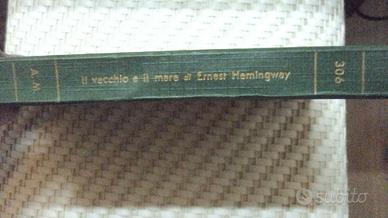 A.M.
Il vecchio e il mare di Ernest Hemingway
306
subito